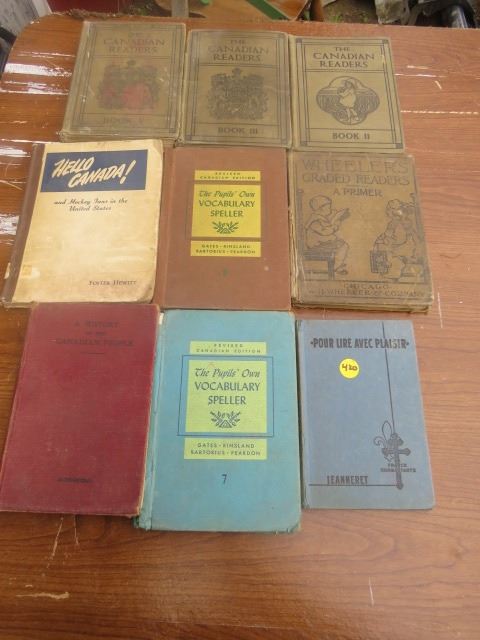 THE
CANADIAN
READERS
BOOK V
THE
CANADIAN
READERS
BOOK III
THE
CANADIAN
READERS
BOOK II
HELLO
CANADA!
and Hockey Fans in the
United States
FOSTER HEWITT
REVISED
CANADIAN EDITION
The Pupils' Own
VOCABULARY
SPELLER
GATES · RINSLAND
SARTORIUS · PEARDON
WHEELER'S
GRADED READERS
A PRIMER
CHICAGO
W.H. WHEELER & COMPANY
A HISTORY
OF THE
CANADIAN PEOPLE
REVISED
CANADIAN EDITION
The Pupils' Own
VOCABULARY
SPELLER
GATES · RINSLAND
SARTORIUS · PEARDON
7
POUR LIRE AVEC PLAISIR
420
JEANNERET